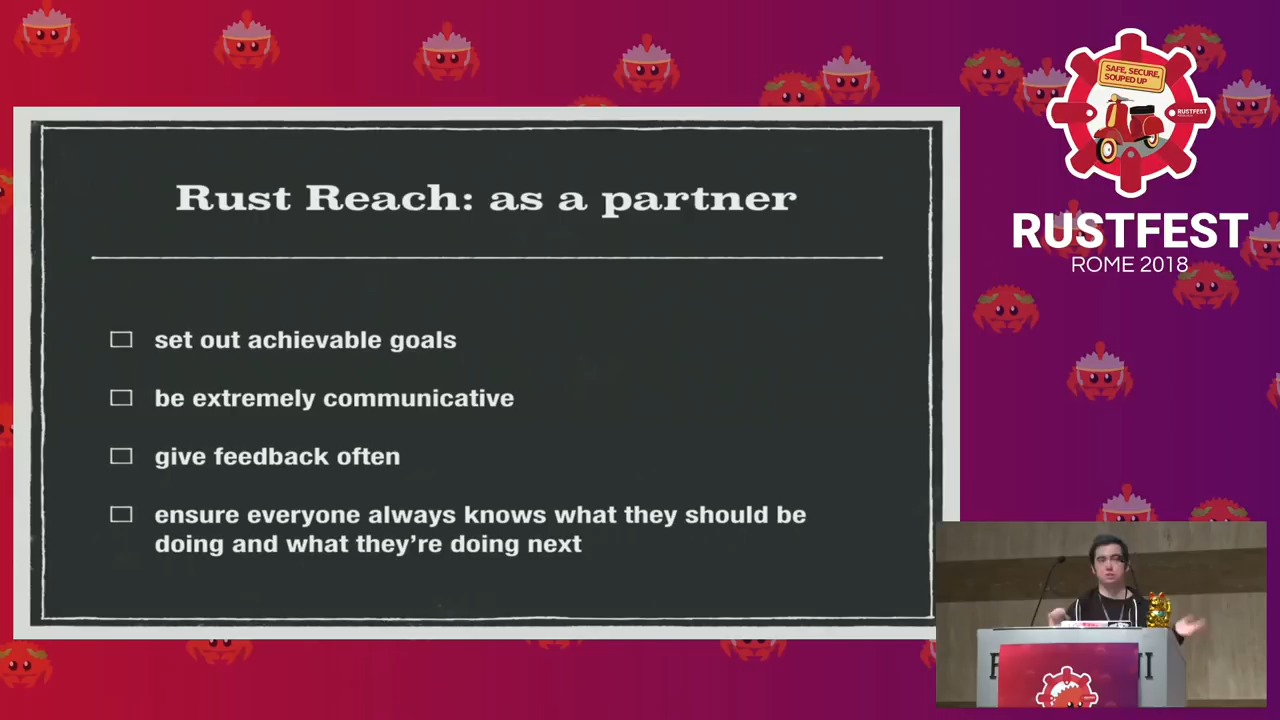 Rust Reach: as a partner
set out achievable goals
be extremely communicative
give feedback often
ensure everyone always knows what they should be
doing and what they’re doing next
SAFE, SECURE,
SOUPED UP
RUSTFEST
RUSTFEST
ROME 2018